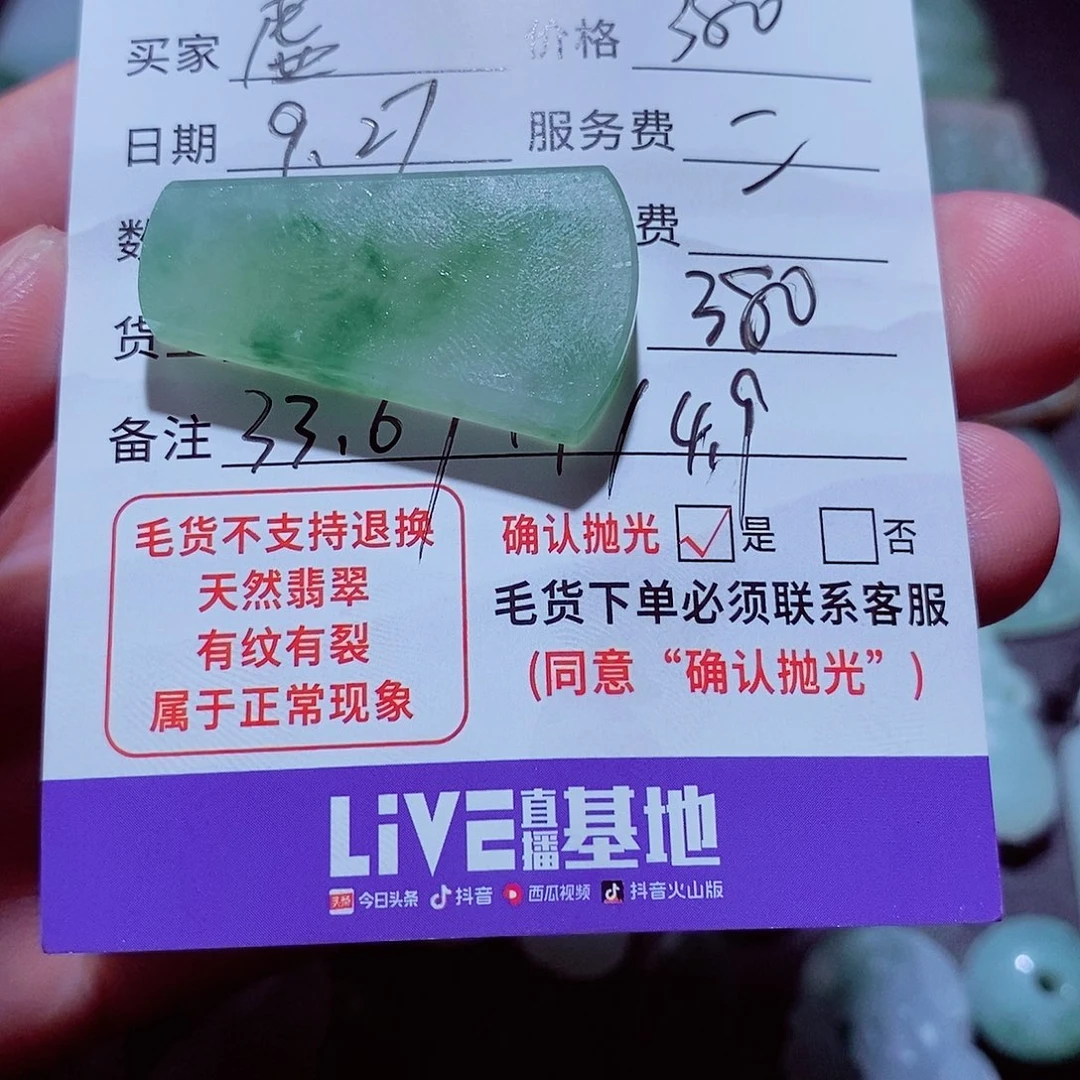 买家 价格 380
日期 9.27 服务费
费
货 380
备注 33.6 / / 4.9
毛货不支持退换
天然翡翠
有纹有裂
属于正常现象
确认抛光 ✓ 是 否
毛货下单必须联系客服
(同意“确认抛光”)
LiVE直播基地
头条 今日头条 抖音 西瓜视频 抖音火山版